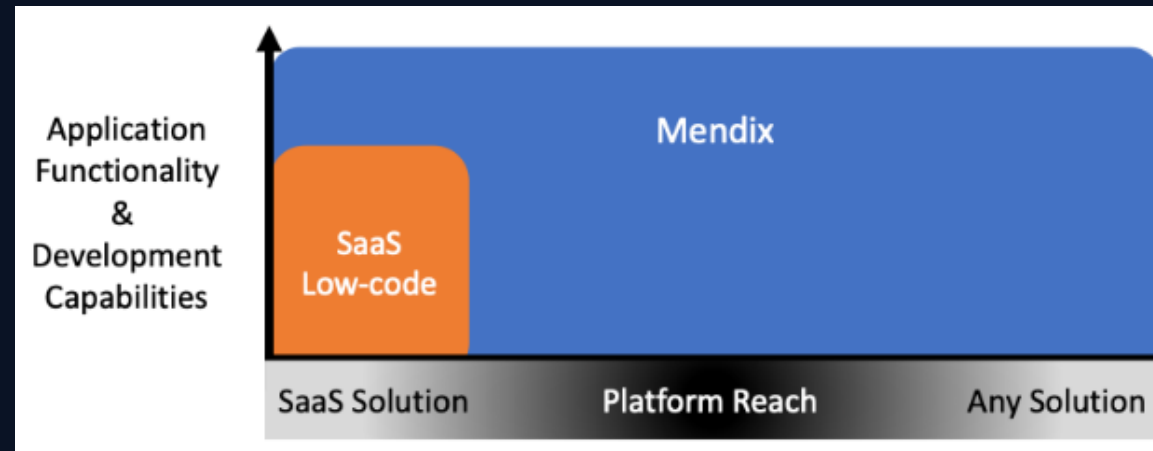 Application
Functionality
&
Development
Capabilities
Mendix
SaaS
Low-code
SaaS Solution
Platform Reach
Any Solution